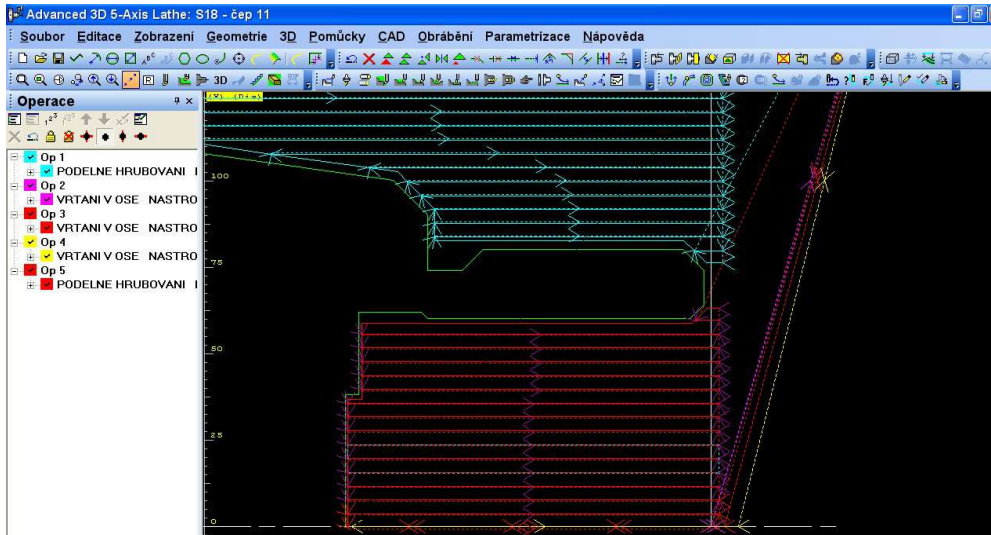 Advanced 3D 5-Axis Lathe: S18 - čep 11
Soubor Editace Zobrazení Geometrie 3D Pomůcky CAD Obrábění Parametrizace Nápověda
3D
Operace
Op 1
PODELNE HRUBOVANI I
Op 2
VRTANI V OSE NASTRO
Op 3
VRTANI V OSE NASTRO
Op 4
VRTANI V OSE NASTRO
Op 5
PODELNE HRUBOVANI I
100
75
50
25
0